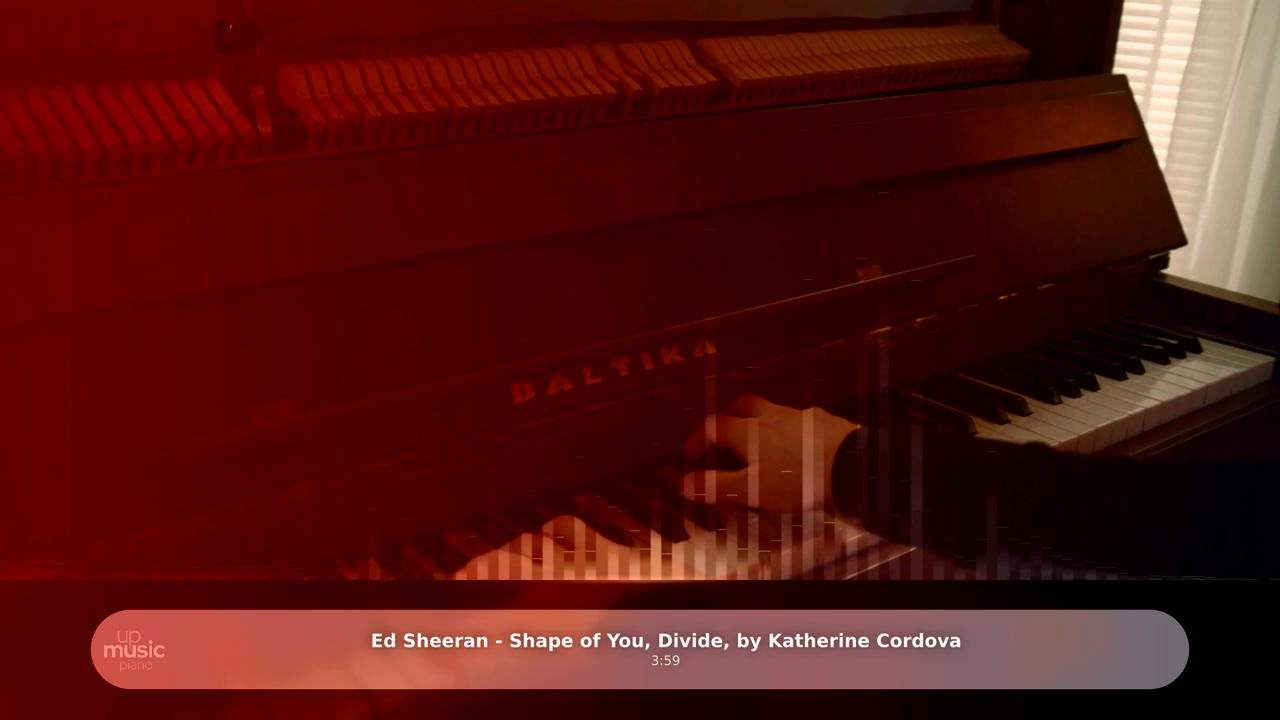 BALTIKA
up
music
piano
Ed Sheeran - Shape of You, Divide, by Katherine Cordova
3:59